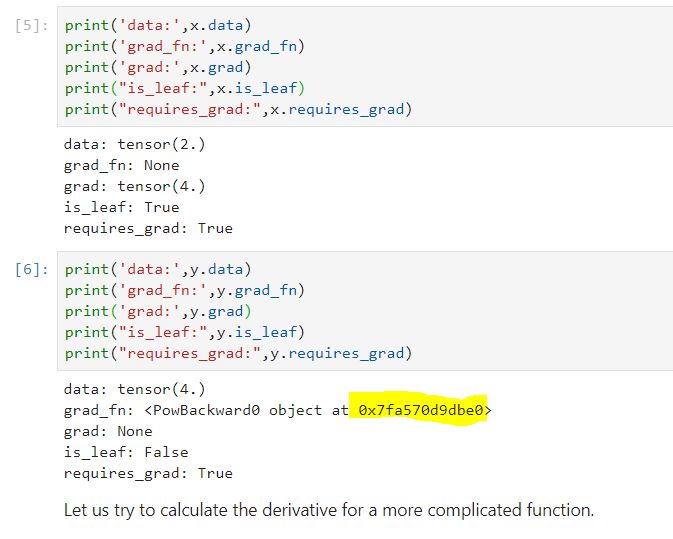 [5]: print('data:',x.data)
print('grad_fn:',x.grad_fn)
print('grad:',x.grad)
print("is_leaf:",x.is_leaf)
print("requires_grad:",x.requires_grad)
data: tensor(2.)
grad_fn: None
grad: tensor(4.)
is_leaf: True
requires_grad: True
[6]: print('data:',y.data)
print('grad_fn:',y.grad_fn)
print('grad:',y.grad)
print("is_leaf:",y.is_leaf)
print("requires_grad:",y.requires_grad)
data: tensor(4.)
grad_fn: <PowBackward0 object at 0x7fa570d9dbe0>
grad: None
is_leaf: False
requires_grad: True
Let us try to calculate the derivative for a more complicated function.